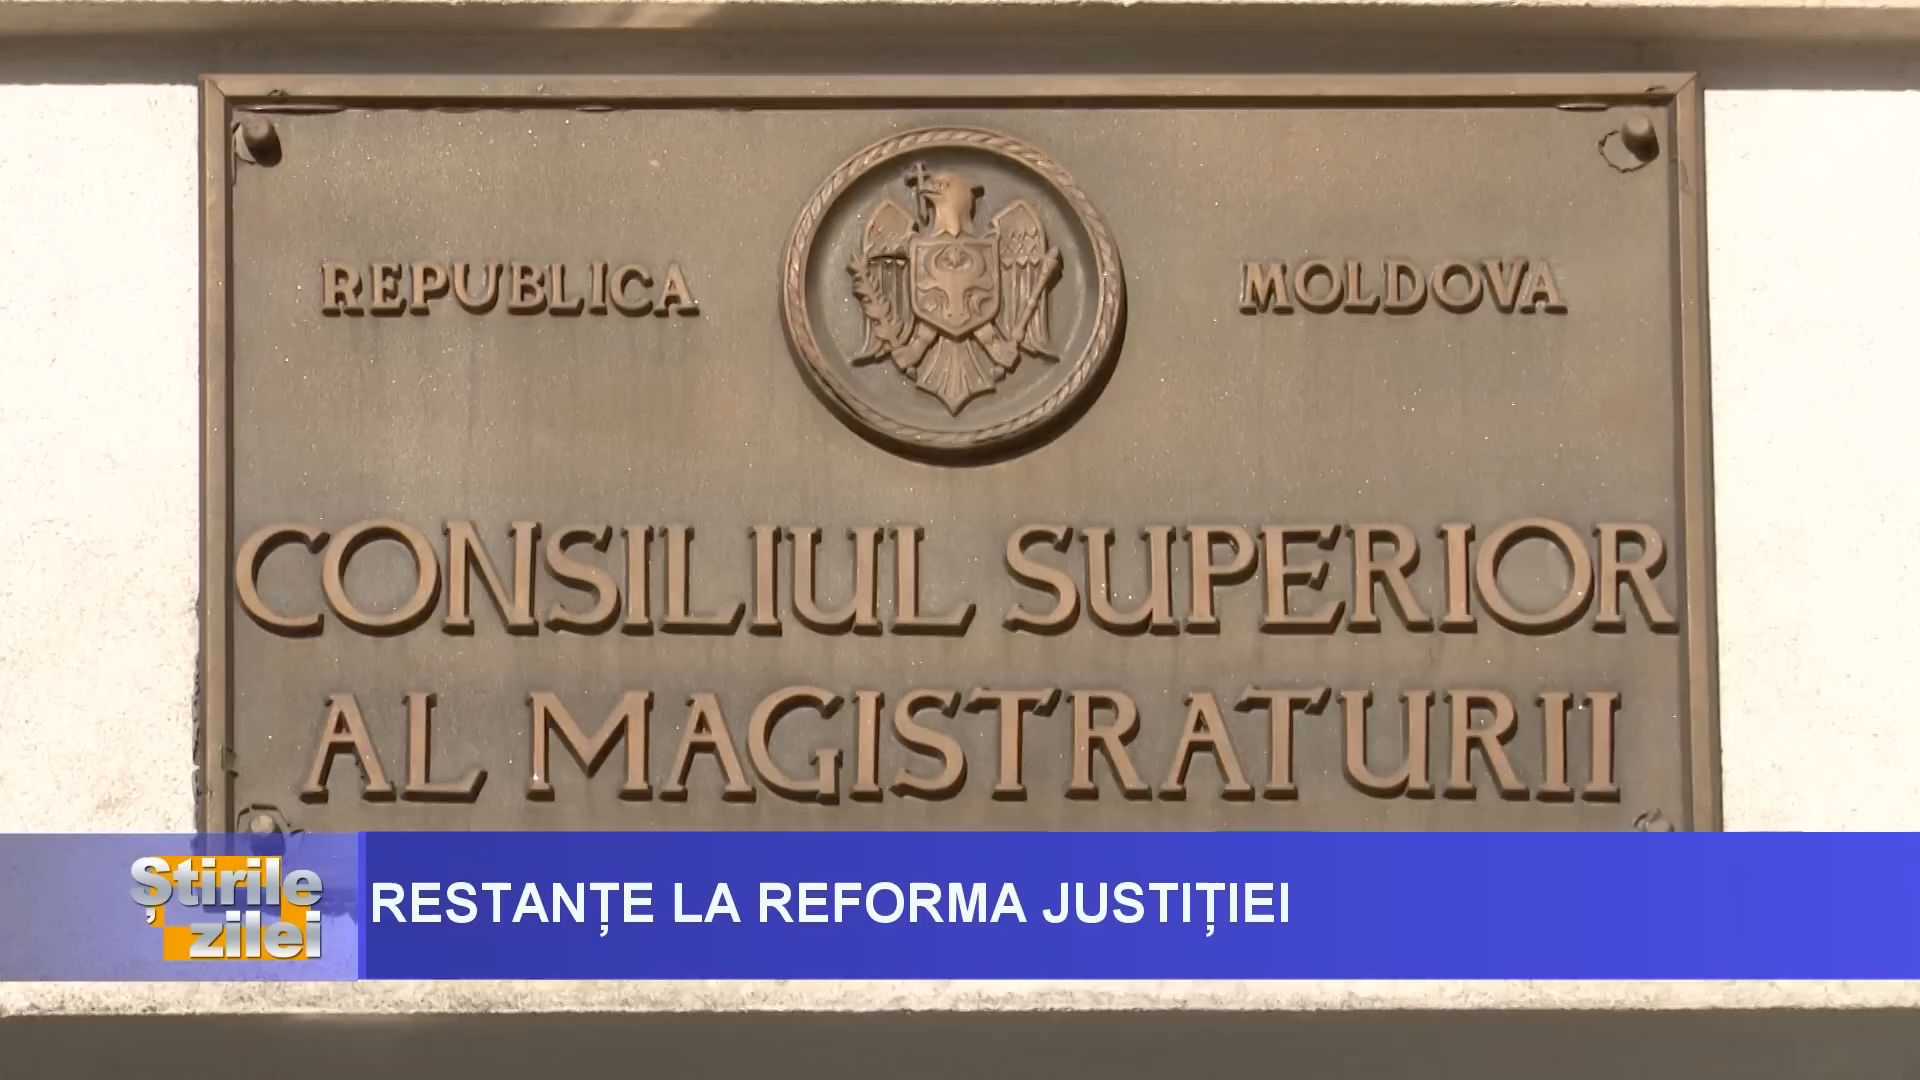 REPUBLICA MOLDOVA
CONSILIUL SUPERIOR
AL MAGISTRATURII
Știrile
zilei
RESTANȚE LA REFORMA JUSTIȚIEI